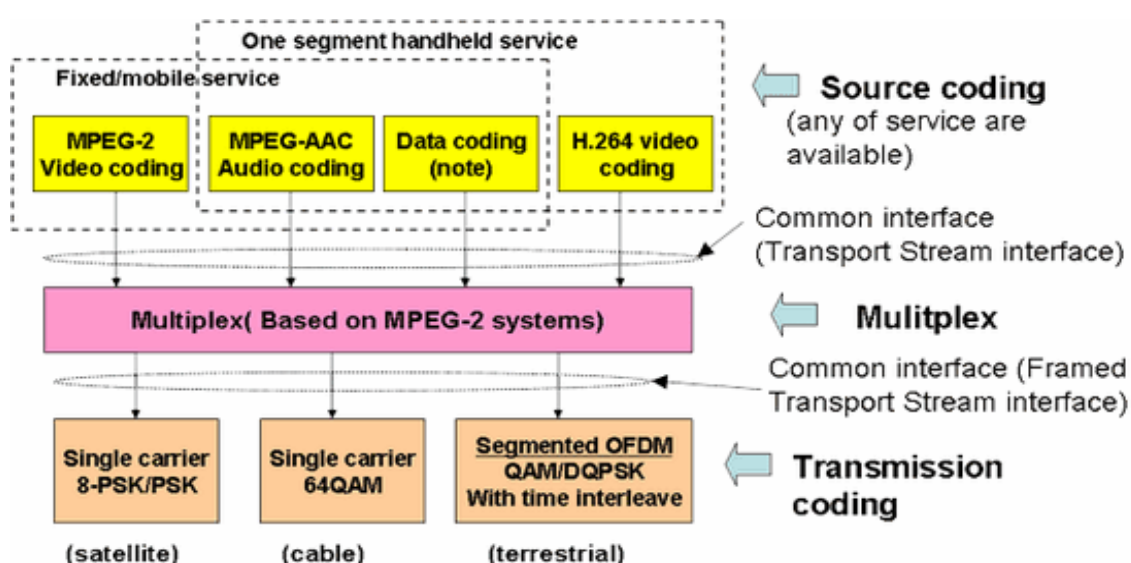 One segment handheld service
Fixed/mobile service
Source coding
(any of service are
available)
MPEG-2
Video coding
MPEG-AAC
Audio coding
Data coding
(note)
H.264 video
coding
Common interface
(Transport Stream interface)
Multiplex( Based on MPEG-2 systems)
Mulitplex
Common interface (Framed
Transport Stream interface)
Single carrier
8-PSK/PSK
Single carrier
64QAM
Segmented OFDM
QAM/DQPSK
With time interleave
Transmission
coding
(satellite)
(cable)
(terrestrial)